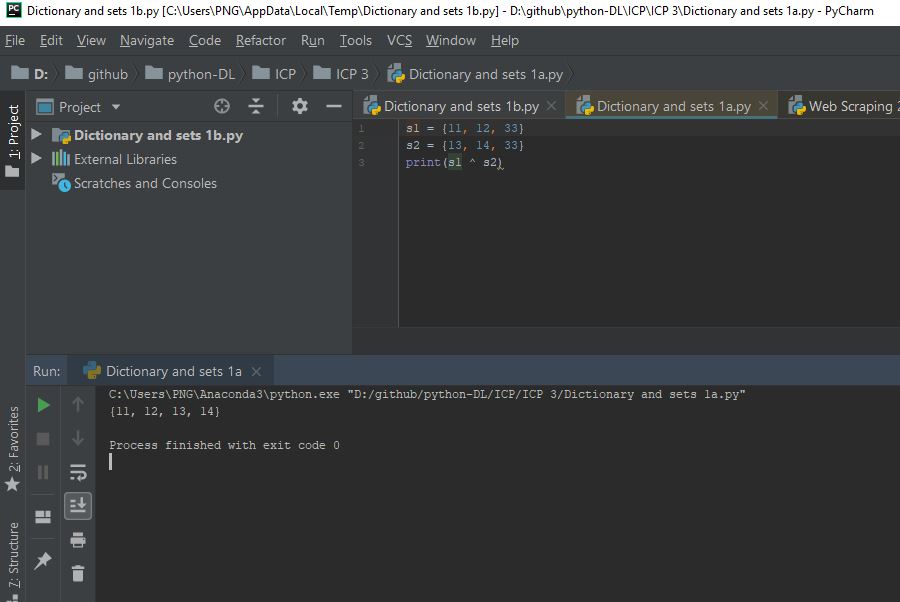 PC Dictionary and sets 1b.py [C:\Users\PNG\AppData\Local\Temp\Dictionary and sets 1b.py] - D:\github\python-DL\ICP\ICP 3\Dictionary and sets 1a.py - PyCharm
File Edit View Navigate Code Refactor Run Tools VCS Window Help
D: github python-DL ICP ICP 3 Dictionary and sets 1a.py
1: Project
Project
Dictionary and sets 1b.py
External Libraries
Scratches and Consoles
Dictionary and sets 1b.py Dictionary and sets 1a.py Web Scraping 2
1 s1 = {11, 12, 33}
2 s2 = {13, 14, 33}
3 print(s1 ^ s2)
Run: Dictionary and sets 1a
C:\Users\PNG\Anaconda3\python.exe "D:/github/python-DL/ICP/ICP 3/Dictionary and sets 1a.py"
{11, 12, 13, 14}
Process finished with exit code 0
2: Favorites
7: Structure